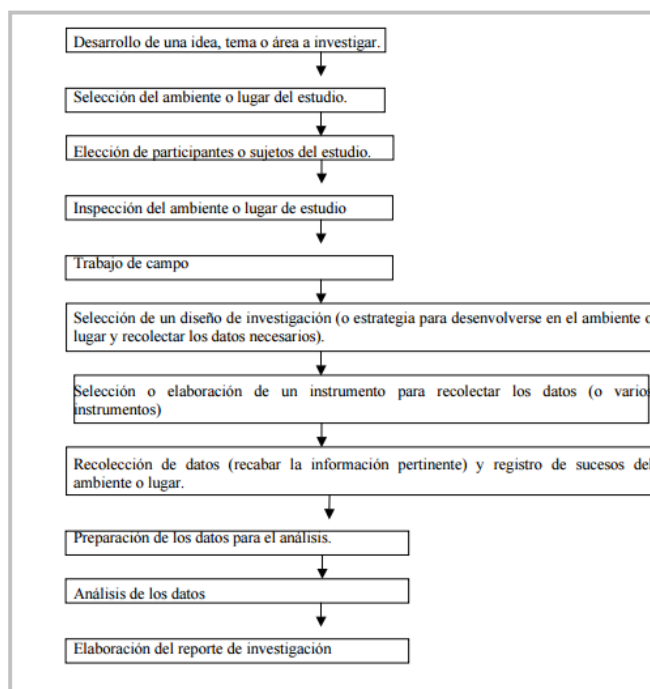 Desarrollo de una idea, tema o área a investigar.
Selección del ambiente o lugar del estudio.
Elección de participantes o sujetos del estudio.
Inspección del ambiente o lugar de estudio
Trabajo de campo
Selección de un diseño de investigación (o estrategia para desenvolverse en el ambiente o
lugar y recolectar los datos necesarios).
Selección o elaboración de un instrumento para recolectar los datos (o varios
instrumentos)
Recolección de datos (recabar la información pertinente) y registro de sucesos del
ambiente o lugar.
Preparación de los datos para el análisis.
Análisis de los datos
Elaboración del reporte de investigación